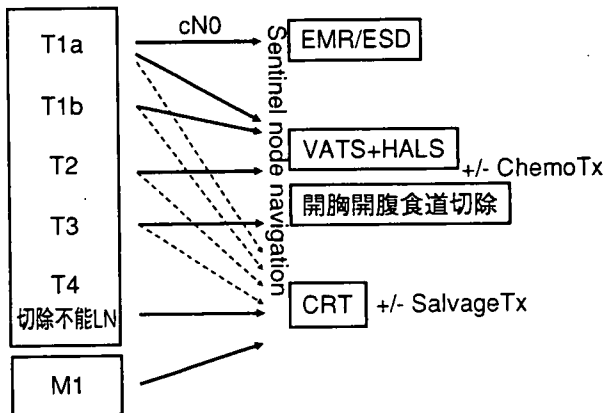 T1a
cN0
EMR/ESD
T1b
Sentinel node navigation
VATS+HALS
+/- ChemoTx
T2
開胸開腹食道切除
T3
T4
切除不能LN
CRT
+/- SalvageTx
M1